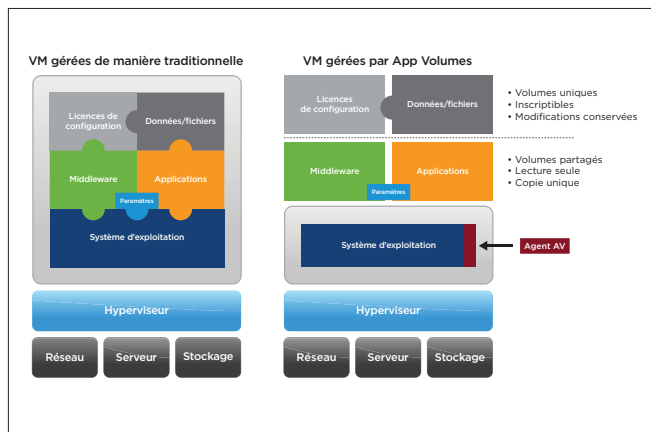 VM gérées de manière traditionnelle
Licences de
configuration
Données/fichiers
Middleware
Applications
Paramètres
Système d'exploitation
Hyperviseur
Réseau
Serveur
Stockage
VM gérées par App Volumes
Licences
de configuration
Données/fichiers
• Volumes uniques
• Inscriptibles
• Modifications conservées
Middleware
Applications
Paramètres
• Volumes partagés
• Lecture seule
• Copie unique
Système d'exploitation
Agent AV
Hyperviseur
Réseau
Serveur
Stockage